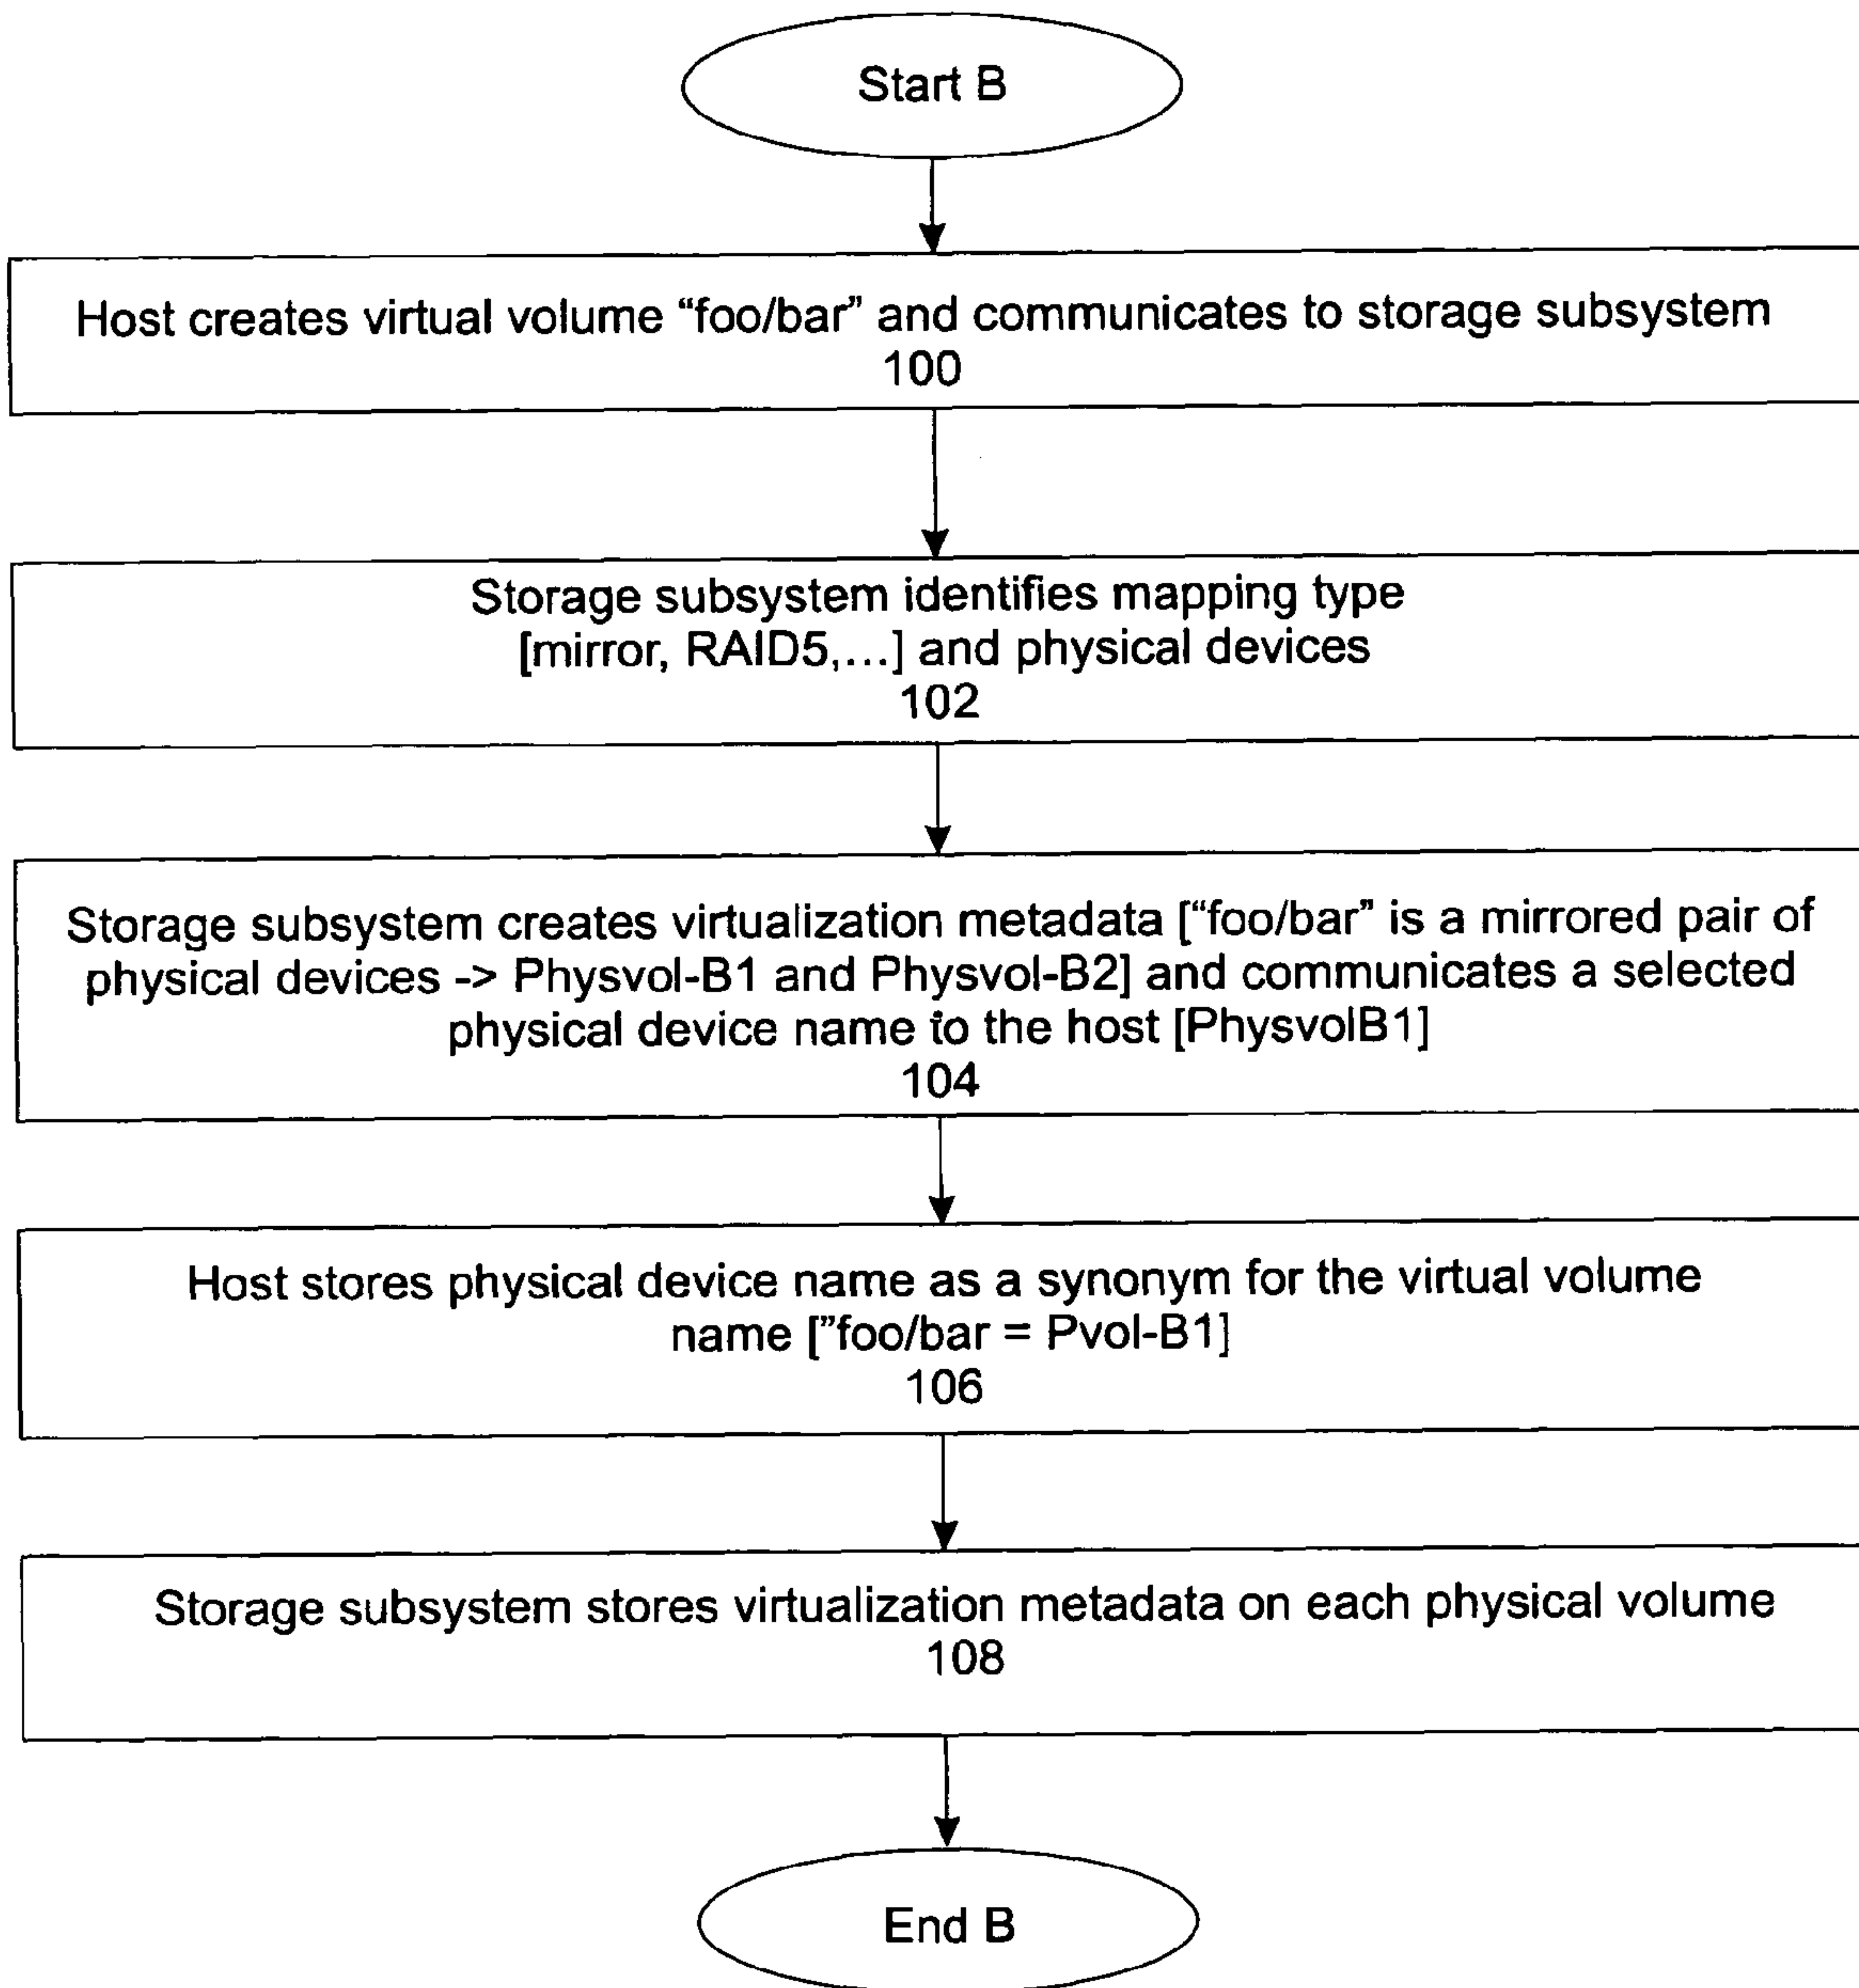 Start B
Host creates virtual volume “foo/bar” and communicates to storage subsystem
100
Storage subsystem identifies mapping type
[mirror, RAID5,...] and physical devices
102
Storage subsystem creates virtualization metadata [“foo/bar” is a mirrored pair of
physical devices -> Physvol-B1 and Physvol-B2] and communicates a selected
physical device name to the host [PhysvolB1]
104
Host stores physical device name as a synonym for the virtual volume
name [”foo/bar = Pvol-B1]
106
Storage subsystem stores virtualization metadata on each physical volume
108
End B